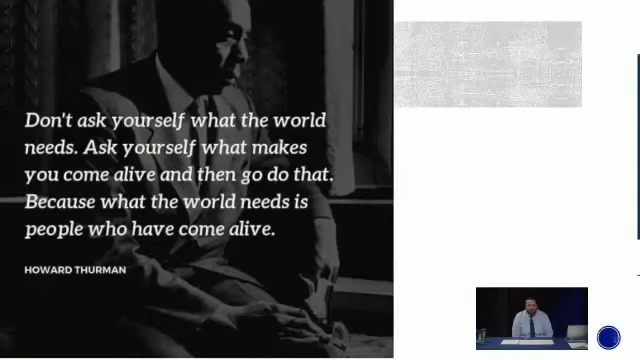 Don't ask yourself what the world
needs. Ask yourself what makes
you come alive and then go do that.
Because what the world needs is
people who have come alive.
HOWARD THURMAN